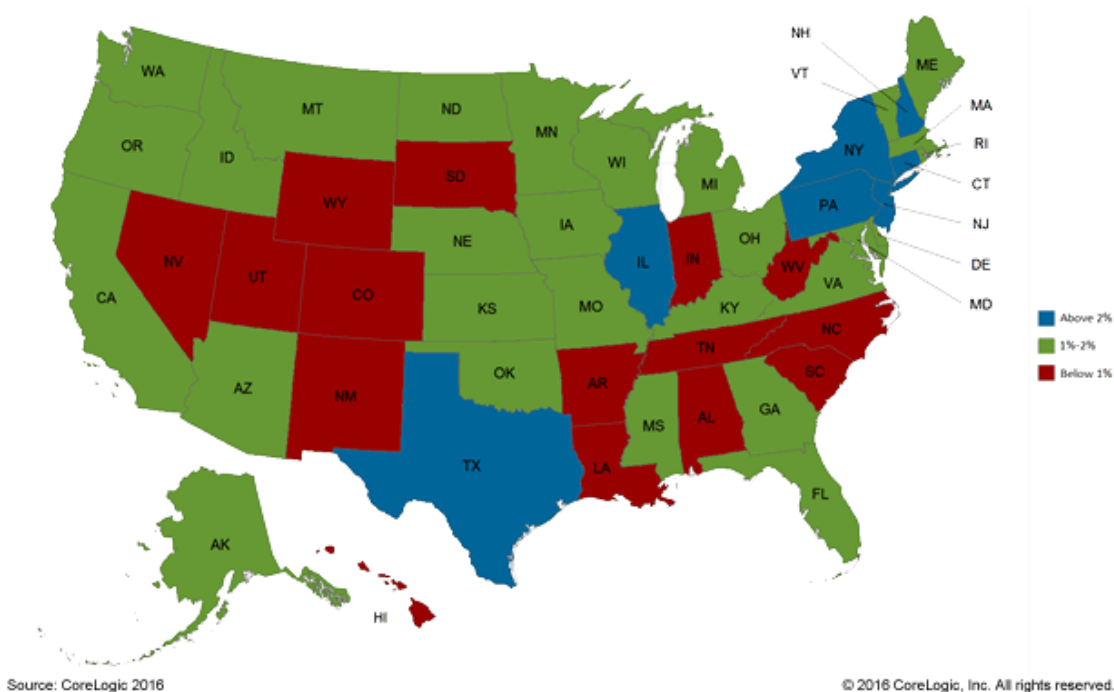 NH
VT
ME
WA
MT
ND
MN
MA
OR
ID
WI
RI
NY
SD
MI
CT
WY
PA
NJ
IA
NE
OH
NV
IL
IN
DE
UT
WV
CO
VA
CA
KS
MO
KY
MD
Above 2%
NC
1%-2%
TN
OK
SC
Below 1%
AZ
AR
NM
GA
MS
AL
TX
LA
FL
AK
HI
Source: CoreLogic 2016
© 2016 CoreLogic, Inc. All rights reserved.